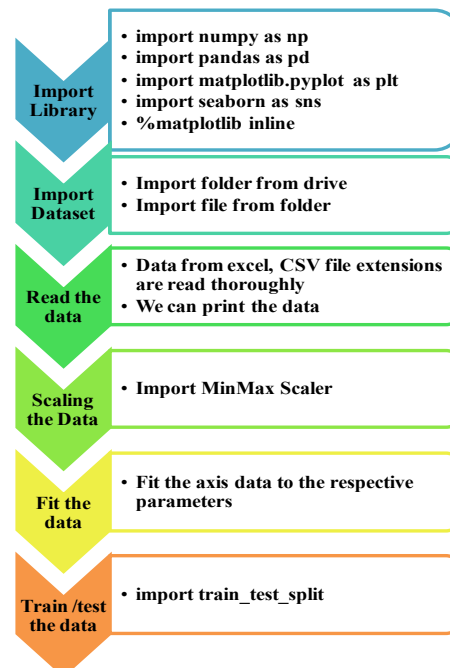 Import
Library
• import numpy as np
• import pandas as pd
• import matplotlib.pyplot as plt
• import seaborn as sns
• %matplotlib inline
Import
Dataset
• Import folder from drive
• Import file from folder
Read the
data
• Data from excel, CSV file extensions
are read thoroughly
• We can print the data
Scaling
the Data
• Import MinMax Scaler
Fit the
data
• Fit the axis data to the respective
parameters
Train /test
the data
• import train_test_split